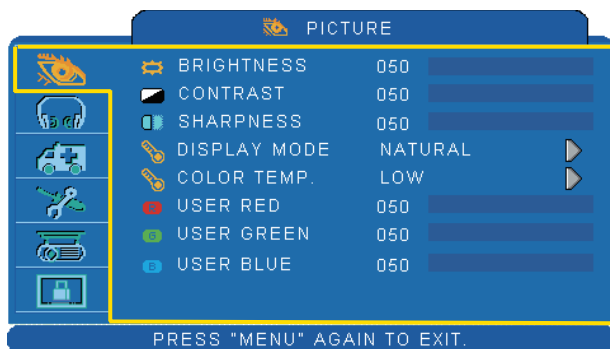 PICTURE
BRIGHTNESS 050
CONTRAST 050
SHARPNESS 050
DISPLAY MODE NATURAL
COLOR TEMP. LOW
R USER RED 050
G USER GREEN 050
B USER BLUE 050
PRESS "MENU" AGAIN TO EXIT.